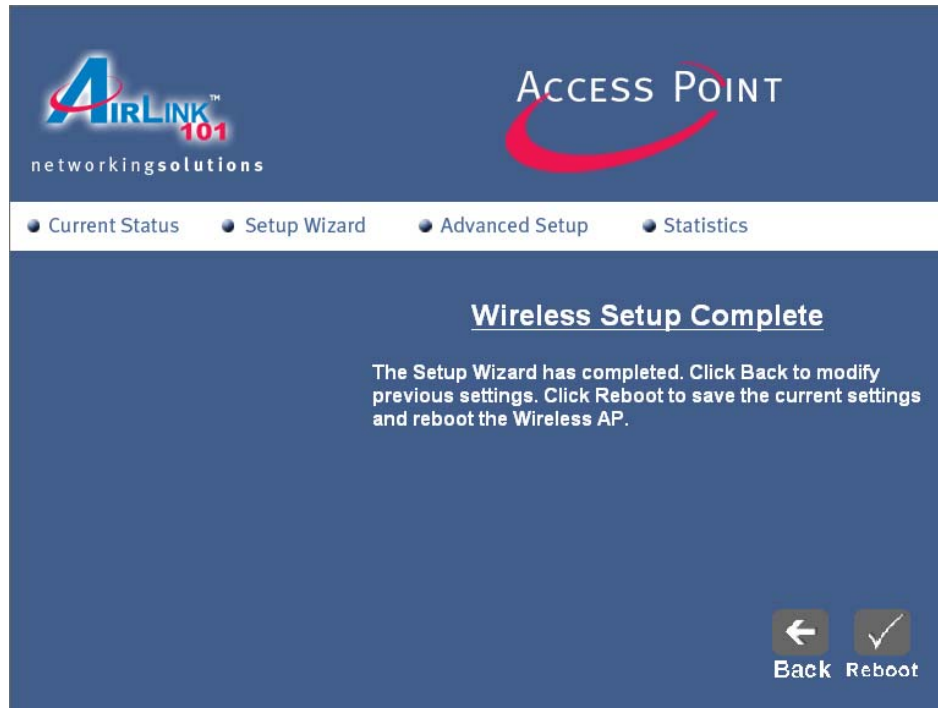 AIRLINK™
101
networkingsolutions
ACCESS POINT
Current Status Setup Wizard Advanced Setup Statistics
Wireless Setup Complete
The Setup Wizard has completed. Click Back to modify
previous settings. Click Reboot to save the current settings
and reboot the Wireless AP.
Back Reboot